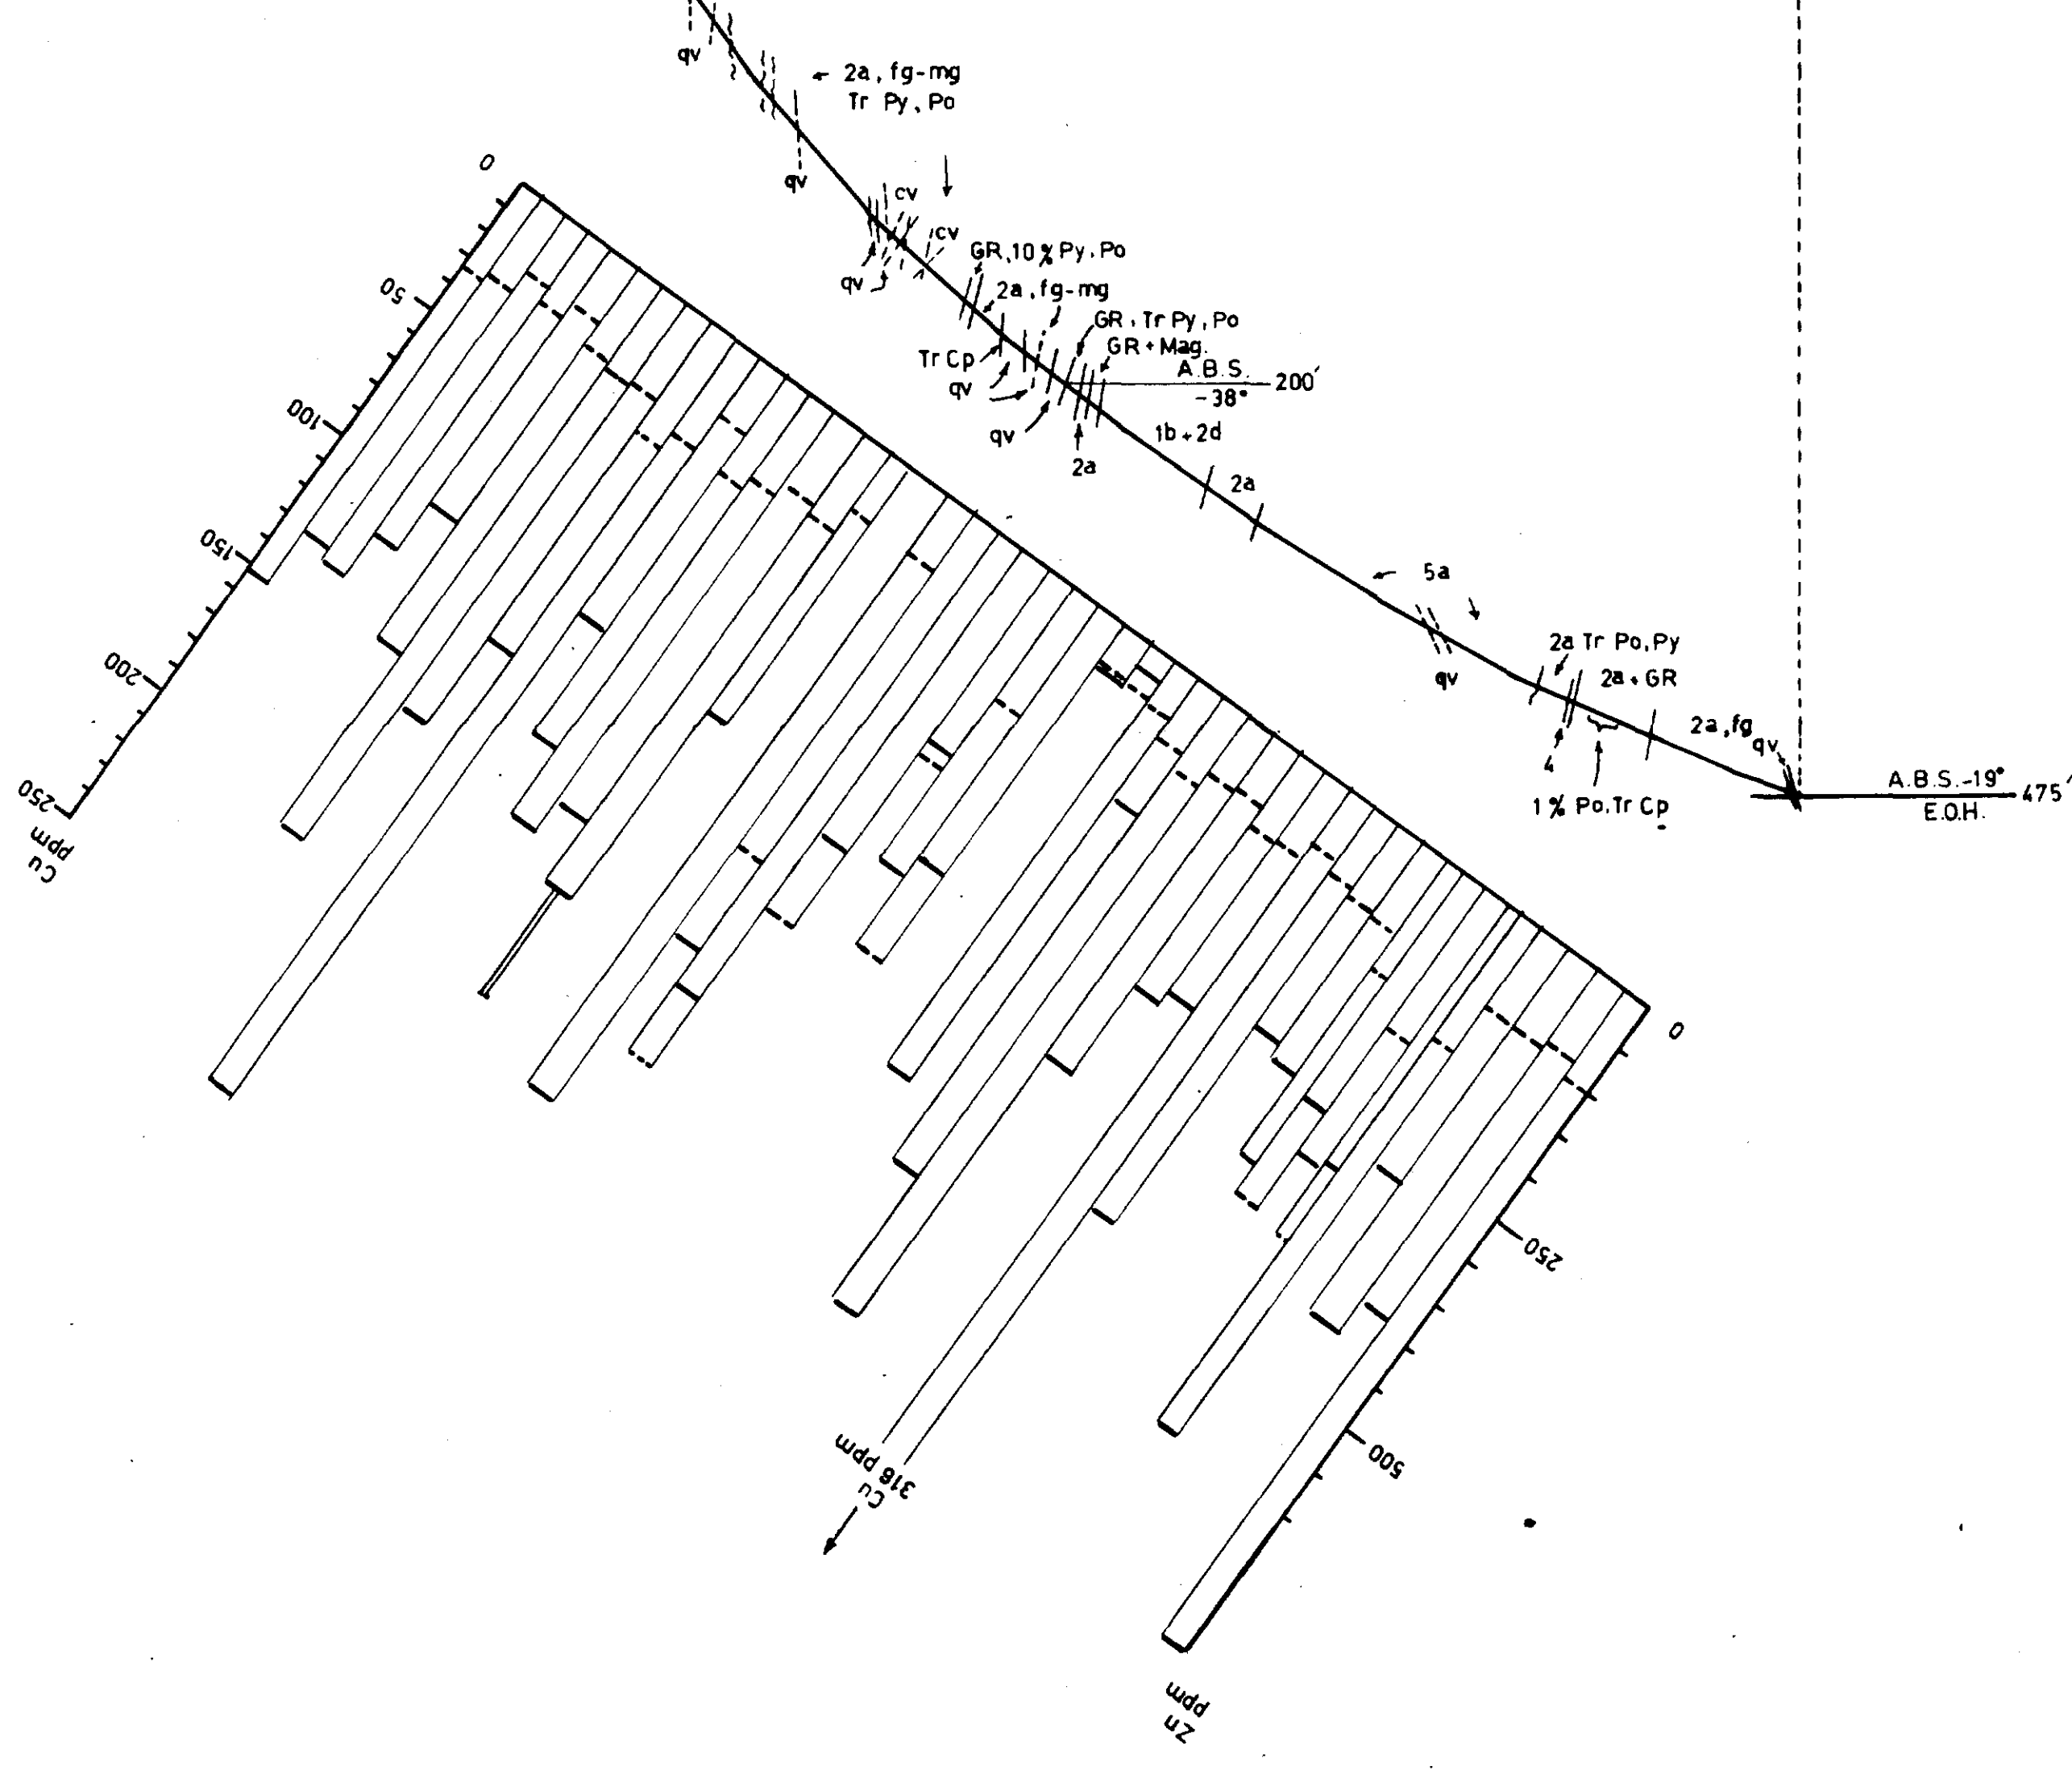 qv
2a, fg-mg
Tr Py, Po
qv
cv
cv
qv
GR, 10% Py, Po
2a, fg-mg
GR, Tr Py, Po
GR + Mag.
Tr Cp
qv
A.B.S.
-38°
200'
qv
2a
1b + 2d
2a
5a
qv
2a Tr Po, Py
2a + GR
4
1% Po, Tr Cp
2a, fg
qv
A.B.S. -19°
475'
E.O.H.
0
50
100
150
200
250
ppm
Cu
0
250
500
ppm
Zn
316 ppm
Cu